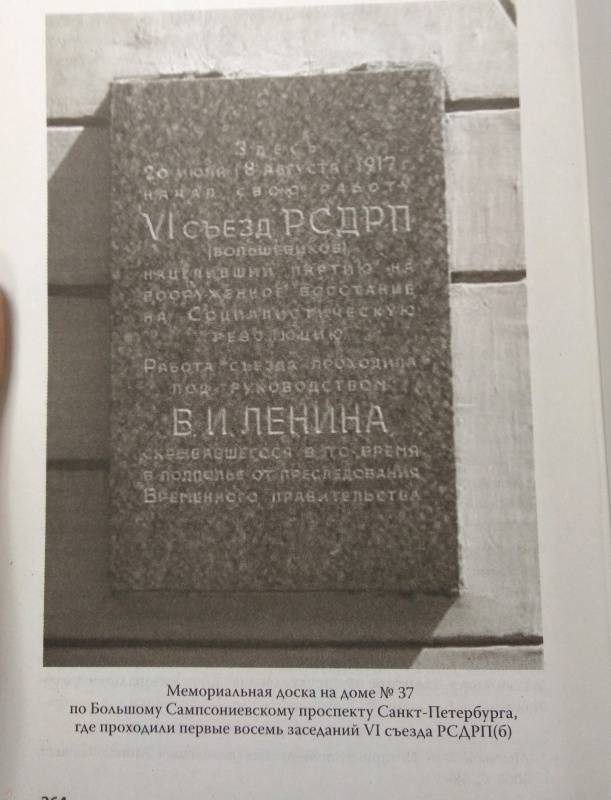 Здесь
26 июля (8 августа) 1917 г.
начал свою работу
VI съезд РСДРП
(большевиков),
нацеливший партию на
вооруженное восстание
на Социалистическую
революцию.
Работа съезда проходила
под руководством
В. И. ЛЕНИНА
скрывавшегося в то время
в подполье от преследования
Временного правительства
Мемориальная доска на доме № 37
по Большому Сампсониевскому проспекту Санкт-Петербурга,
где проходили первые восемь заседаний VI съезда РСДРП(б)